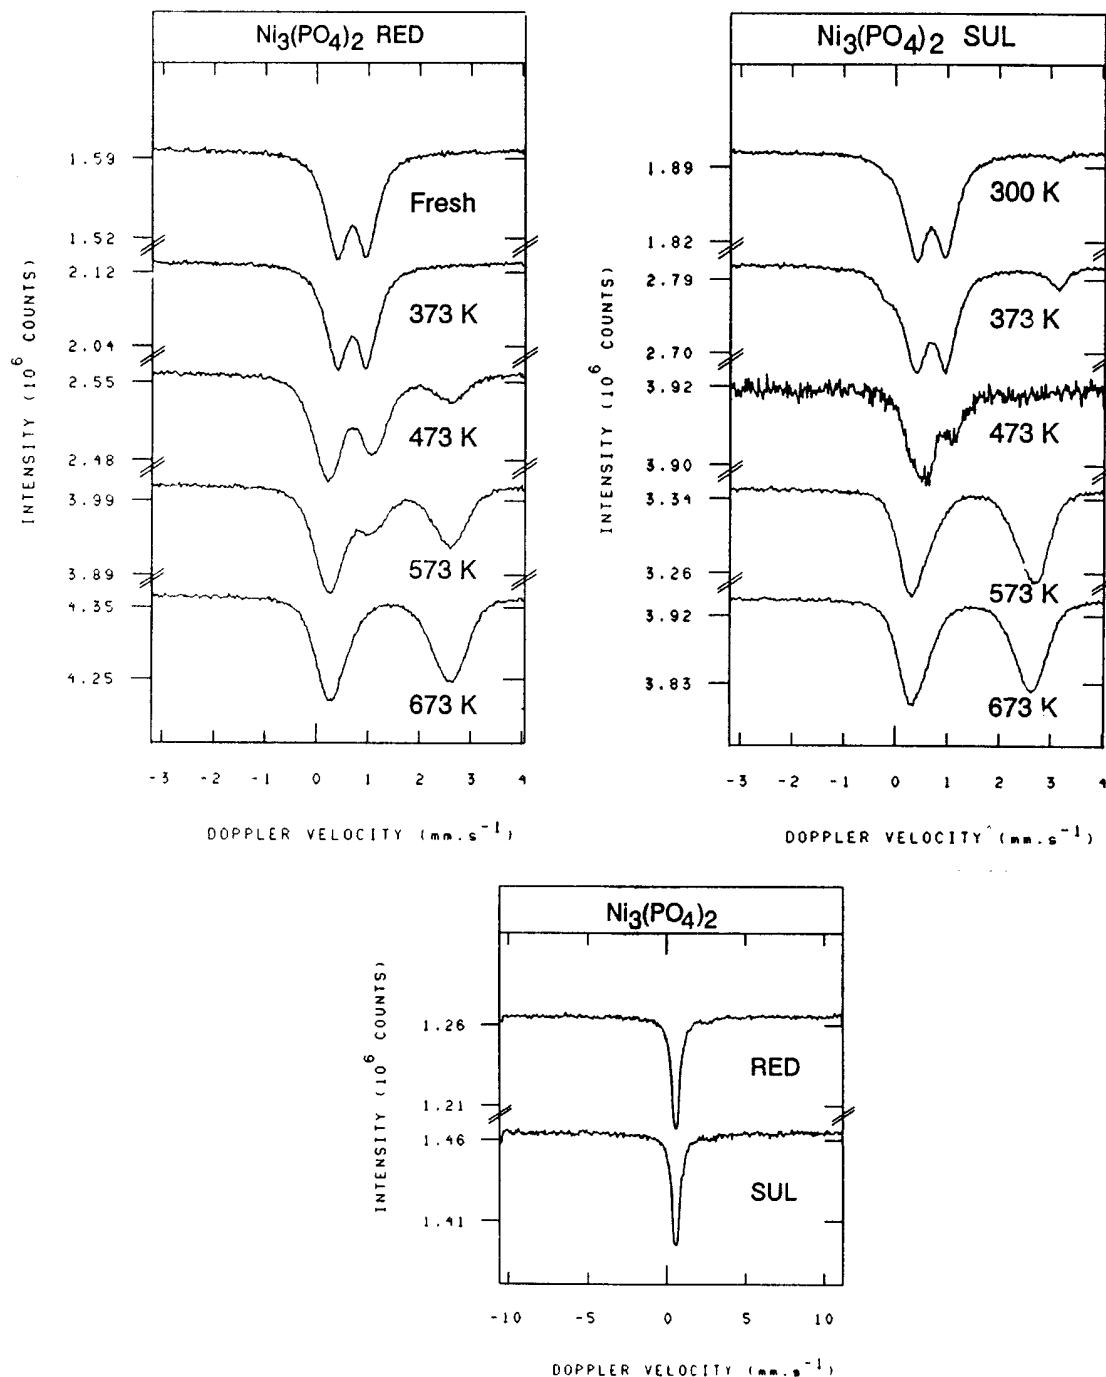 Ni3(PO4)2 RED
1.59
Fresh
1.52
2.12
373 K
2.04
2.55
473 K
2.48
3.99
573 K
3.89
4.35
4.25
673 K
INTENSITY (10^6 COUNTS)
-3 -2 -1 0 1 2 3 4
DOPPLER VELOCITY (mm.s^-1)
Ni3(PO4)2 SUL
1.89
300 K
1.82
2.79
373 K
2.70
3.92
473 K
3.90
3.34
3.26
573 K
3.92
3.83
673 K
INTENSITY (10^6 COUNTS)
-3 -2 -1 0 1 2 3 4
DOPPLER VELOCITY (mm.s^-1)
Ni3(PO4)2
1.26
RED
1.21
1.46
SUL
1.41
INTENSITY (10^6 COUNTS)
-10 -5 0 5 10
DOPPLER VELOCITY (mm.s^-1)